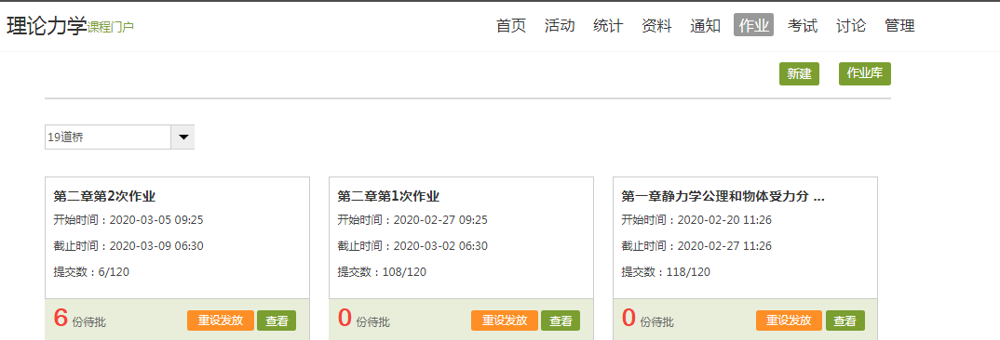 理论力学课程门户 首页 活动 统计 资料 通知 作业 考试 讨论 管理
新建 作业库
19道桥
第二章第2次作业
开始时间：2020-03-05 09:25
截止时间：2020-03-09 06:30
提交数：6/120
6 份待批 重设发放 查看
第二章第1次作业
开始时间：2020-02-27 09:25
截止时间：2020-03-02 06:30
提交数：108/120
0 份待批 重设发放 查看
第一章静力学公理和物体受力分 ...
开始时间：2020-02-20 11:26
截止时间：2020-02-27 11:26
提交数：118/120
0 份待批 重设发放 查看